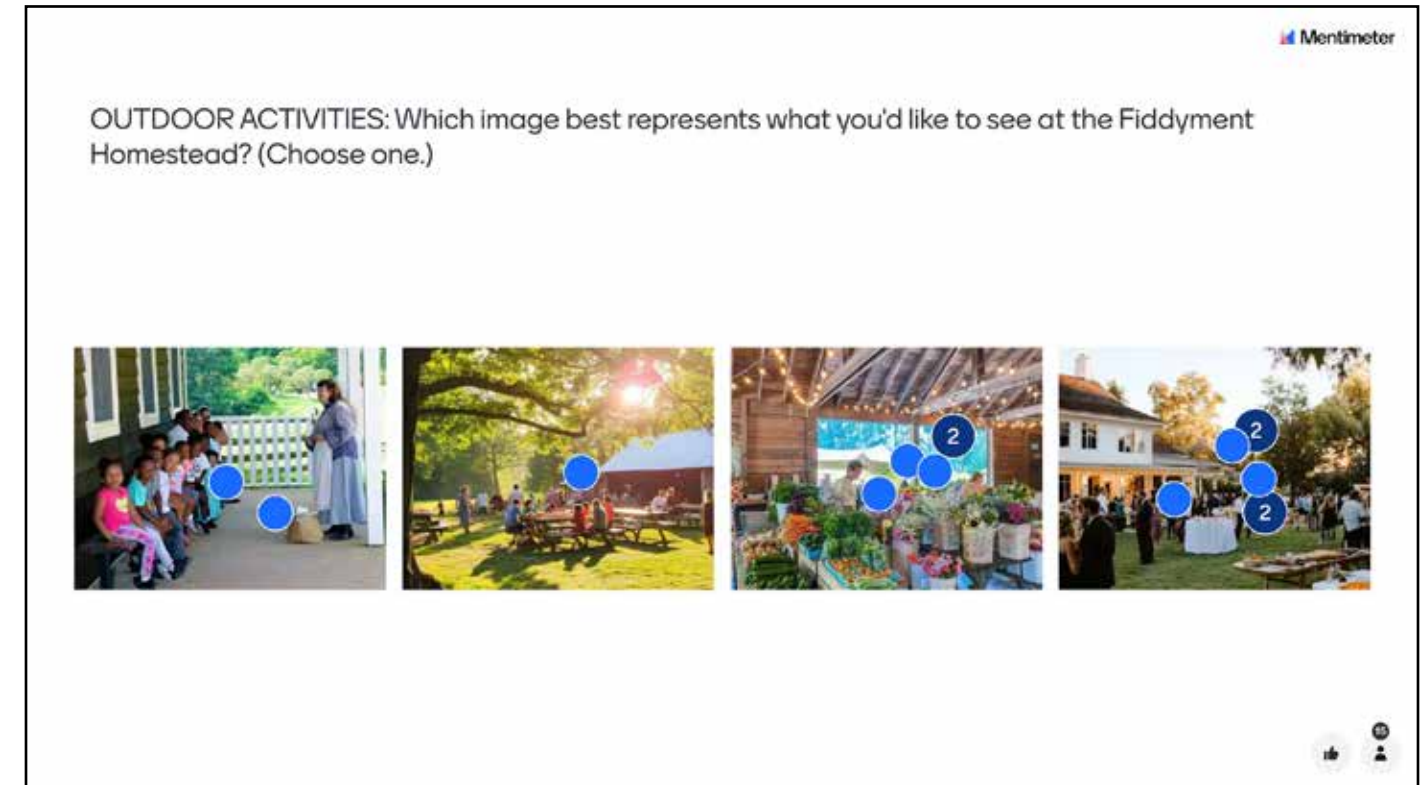 Mentimeter
OUTDOOR ACTIVITIES: Which image best represents what you'd like to see at the Fiddyment
Homestead? (Choose one.)
2
2
2